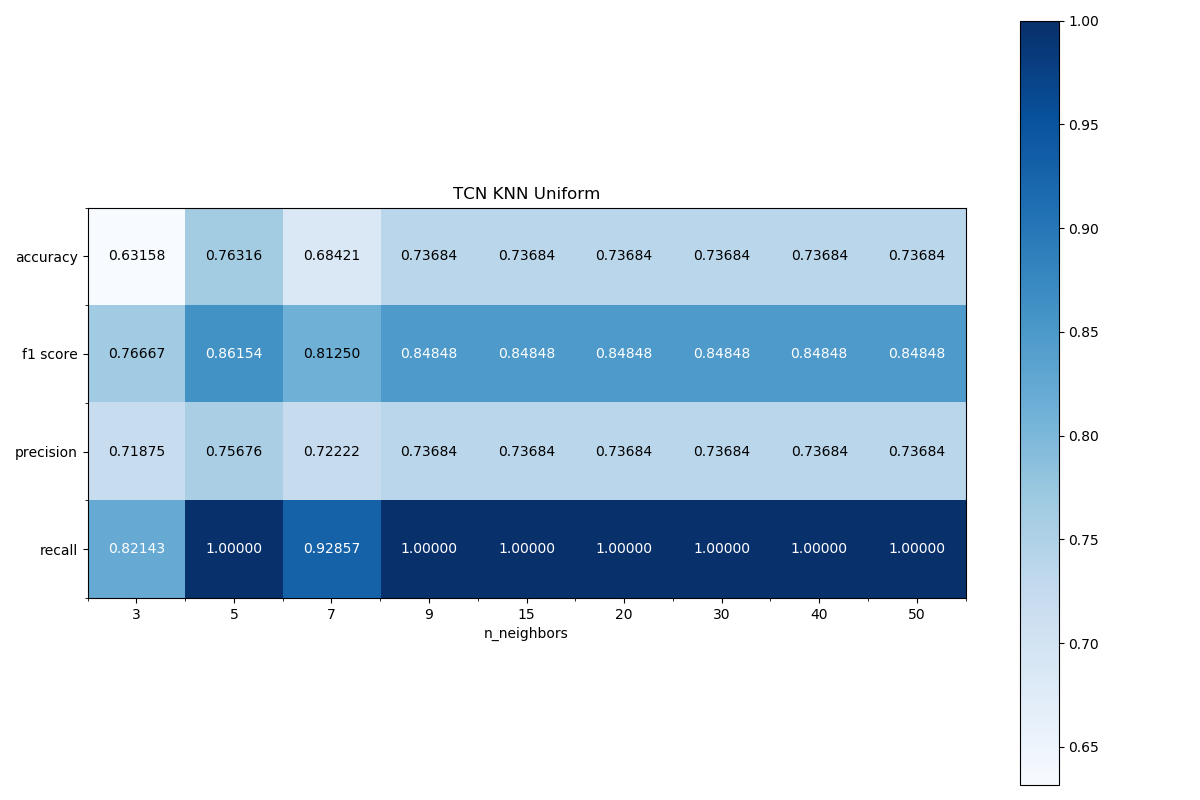 TCN KNN Uniform
accuracy 0.63158 0.76316 0.68421 0.73684 0.73684 0.73684 0.73684 0.73684 0.73684
f1 score 0.76667 0.86154 0.81250 0.84848 0.84848 0.84848 0.84848 0.84848 0.84848
precision 0.71875 0.75676 0.72222 0.73684 0.73684 0.73684 0.73684 0.73684 0.73684
recall 0.82143 1.00000 0.92857 1.00000 1.00000 1.00000 1.00000 1.00000 1.00000
3 5 7 9 15 20 30 40 50
n_neighbors
1.00
0.95
0.90
0.85
0.80
0.75
0.70
0.65